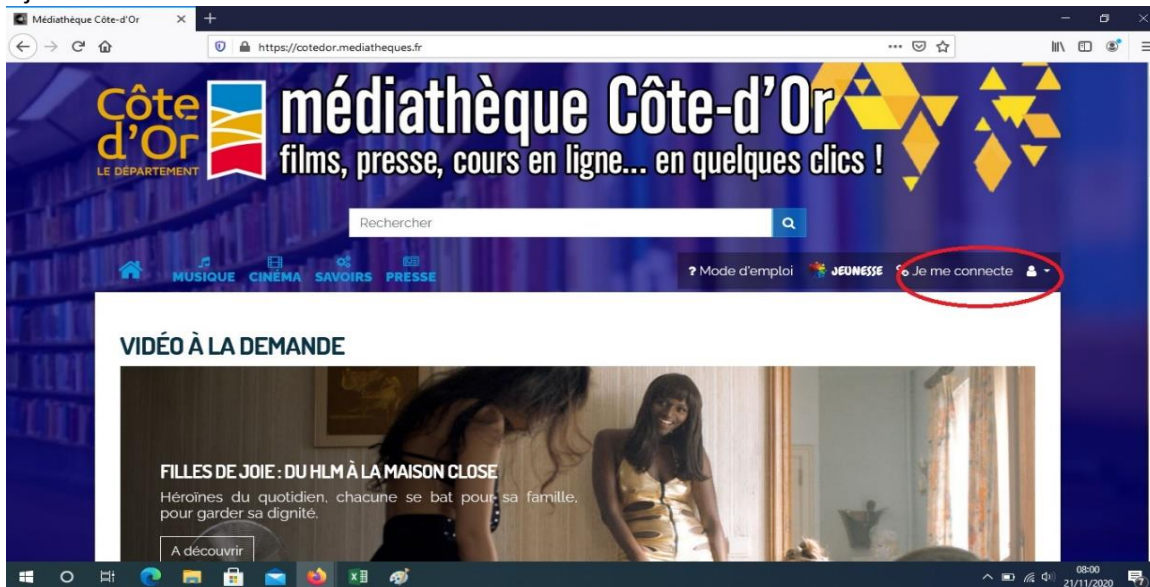 Médiathèque Côte-d'Or
https://cotedor.mediatheques.fr
Côte
d'Or
LE DÉPARTEMENT
médiathèque Côte-d'Or
films, presse, cours en ligne... en quelques clics !
Rechercher
MUSIQUE CINÉMA SAVOIRS PRESSE
? Mode d'emploi JEUNESSE Je me connecte
VIDÉO À LA DEMANDE
FILLES DE JOIE : DU HLM À LA MAISON CLOSE
Héroïnes du quotidien, chacune se bat pour sa famille,
pour garder sa dignité.
A découvrir
08:00
21/11/2020